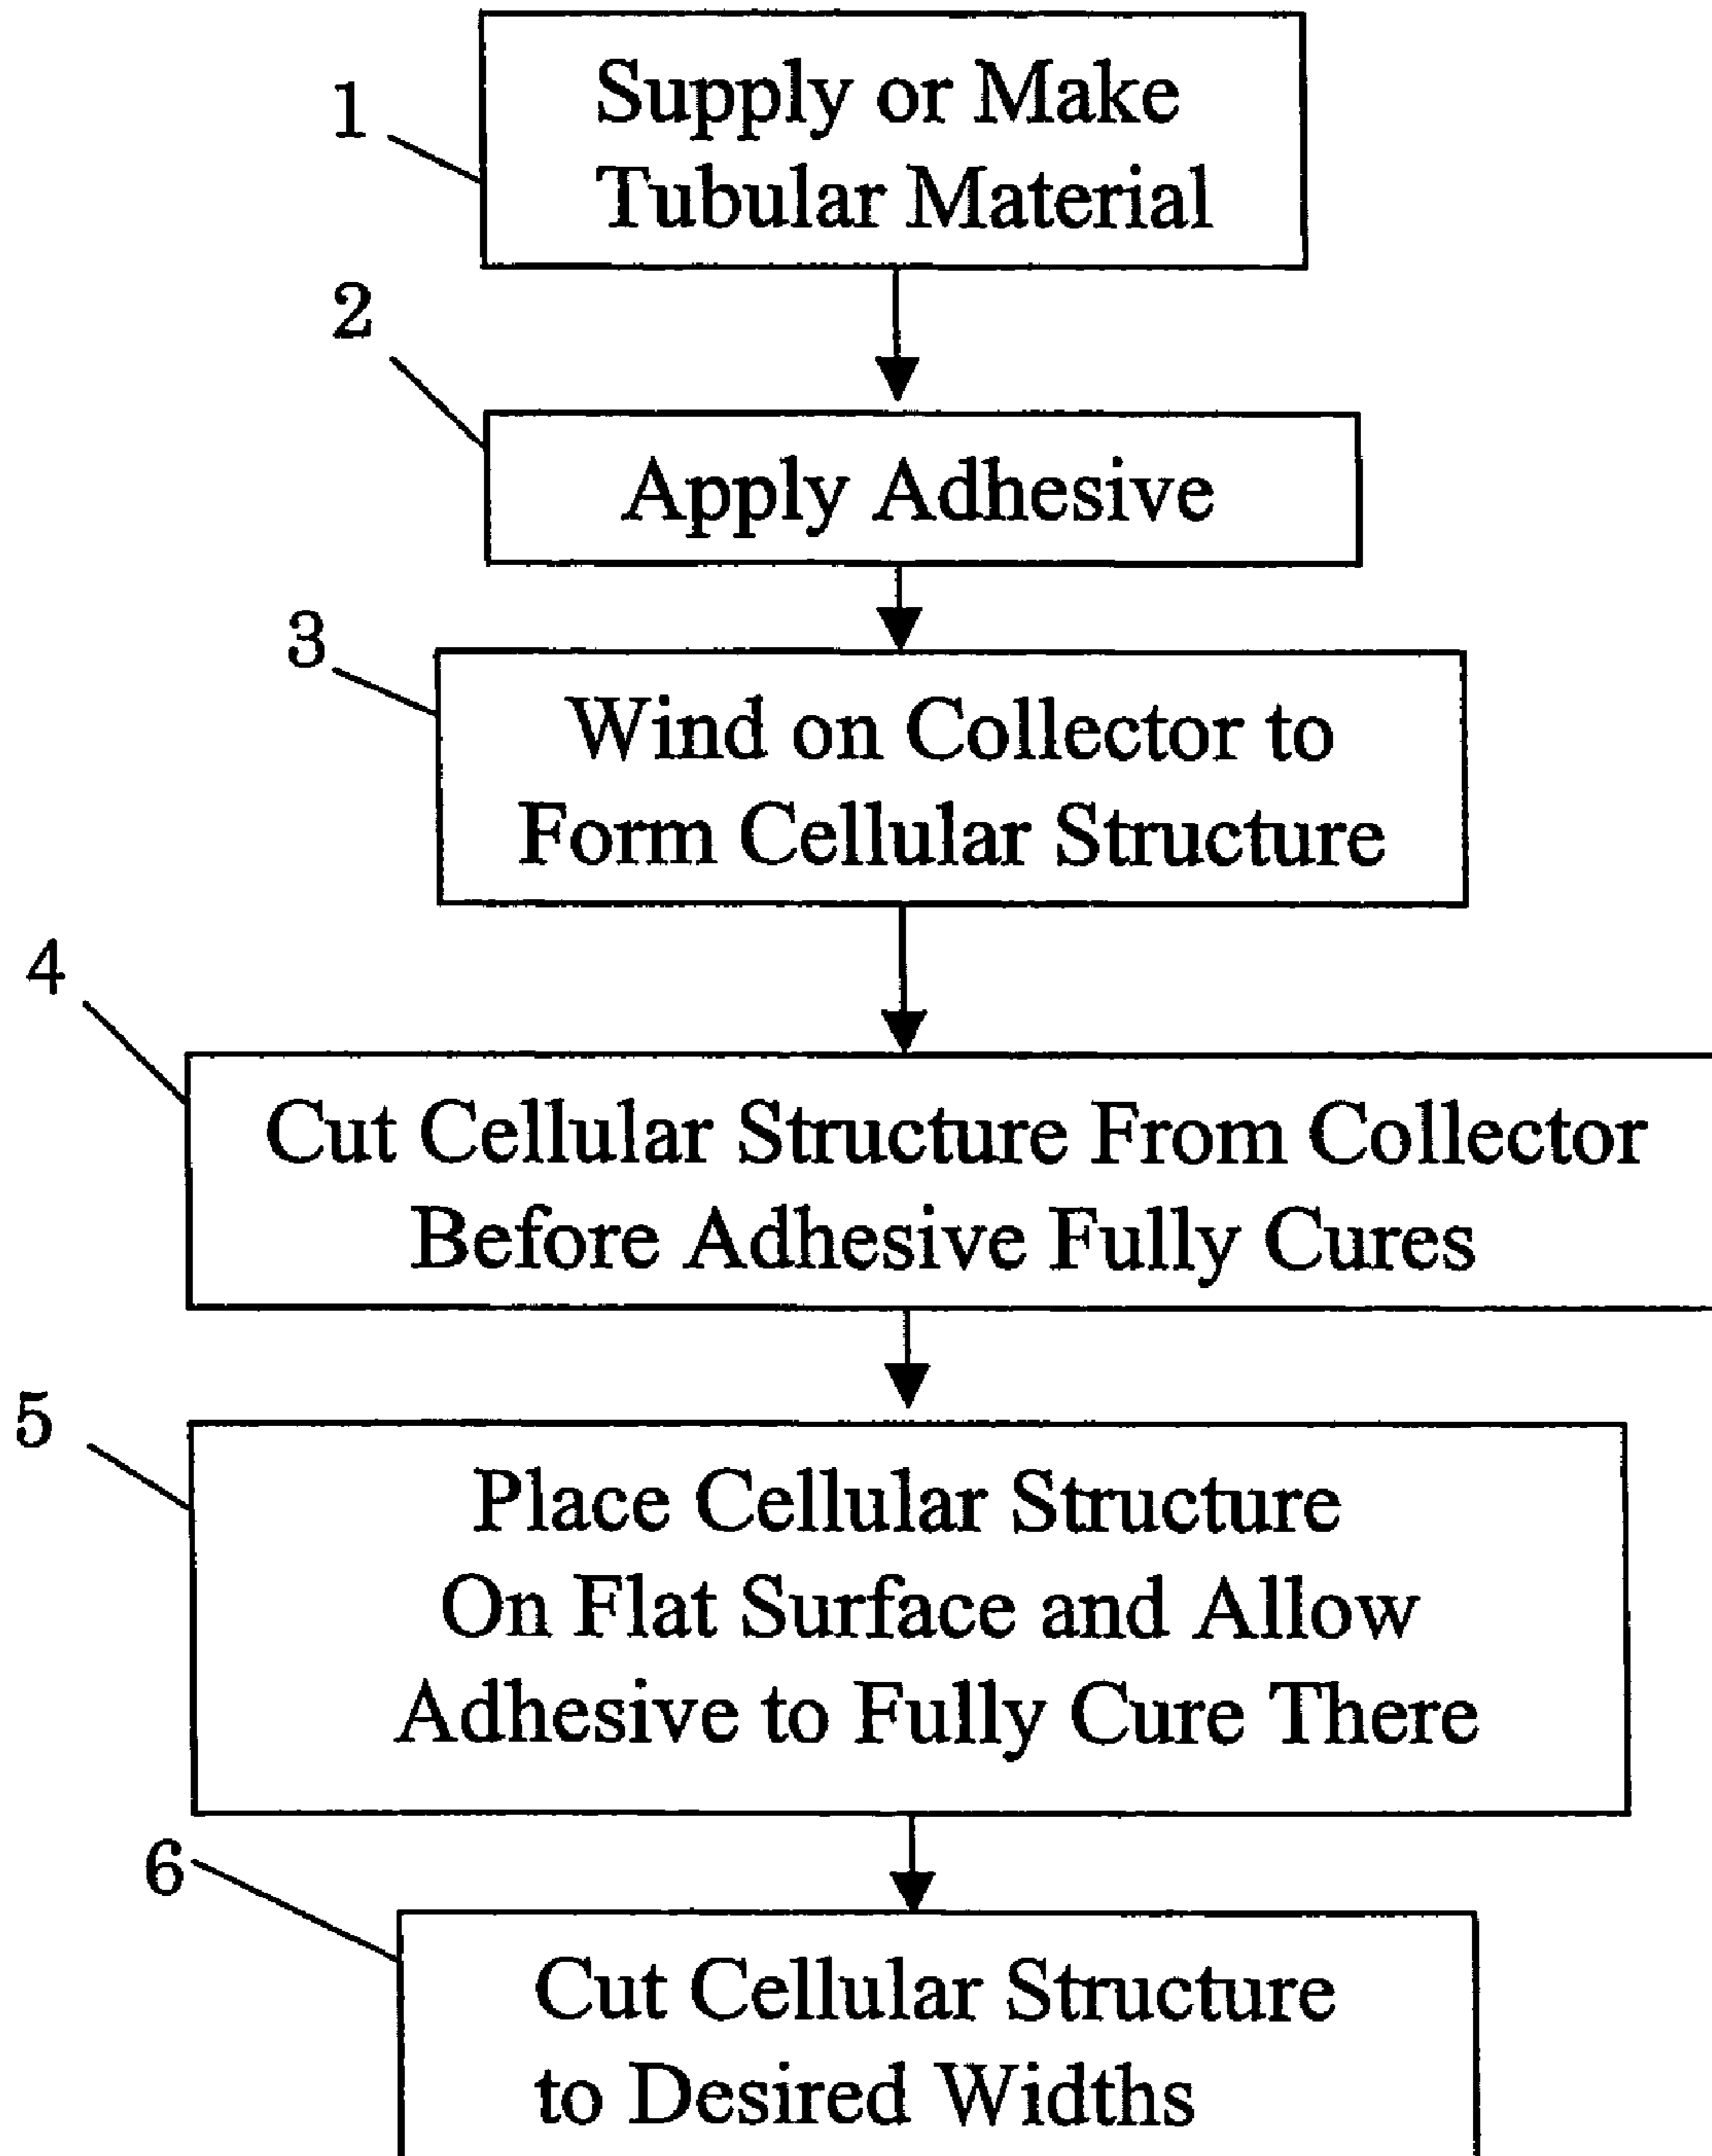 1
Supply or Make
Tubular Material
2
Apply Adhesive
3
Wind on Collector to
Form Cellular Structure
4
Cut Cellular Structure From Collector
Before Adhesive Fully Cures
5
Place Cellular Structure
On Flat Surface and Allow
Adhesive to Fully Cure There
6
Cut Cellular Structure
to Desired Widths